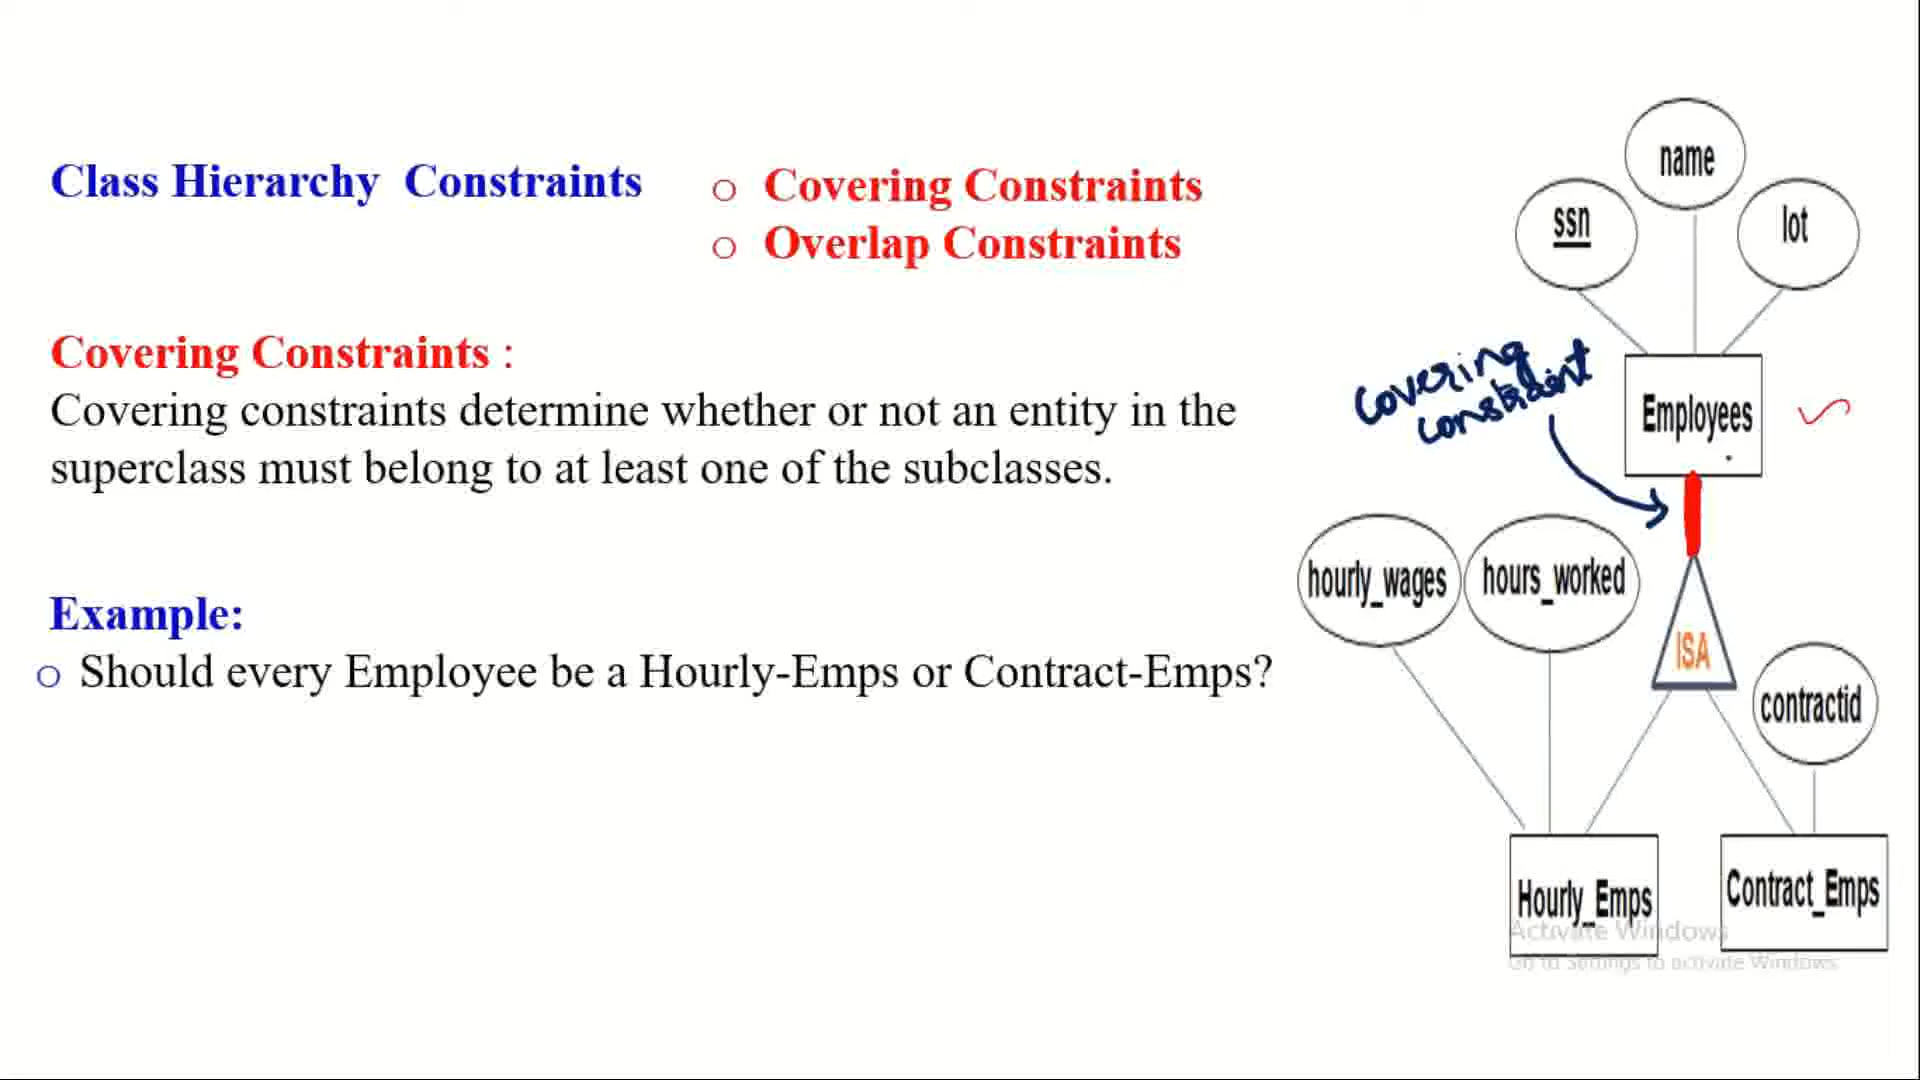 Class Hierarchy Constraints
o Covering Constraints
o Overlap Constraints
Covering Constraints :
Covering constraints determine whether or not an entity in the
superclass must belong to at least one of the subclasses.
Example:
o Should every Employee be a Hourly-Emps or Contract-Emps?
name
ssn
lot
Covering
constraint
Employees
hourly_wages
hours_worked
ISA
contractid
Hourly_Emps
Contract_Emps
Activate Windows
Go to Settings to activate Windows.